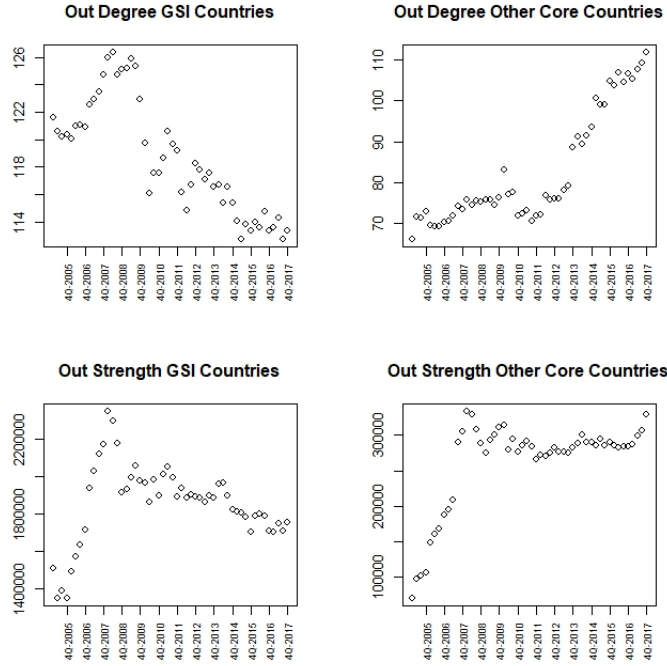 Out Degree GSI Countries
126
122
118
114
4Q-2005
4Q-2006
4Q-2007
4Q-2008
4Q-2009
4Q-2010
4Q-2011
4Q-2012
4Q-2013
4Q-2014
4Q-2015
4Q-2016
4Q-2017
Out Degree Other Core Countries
110
100
90
80
70
4Q-2005
4Q-2006
4Q-2007
4Q-2008
4Q-2009
4Q-2010
4Q-2011
4Q-2012
4Q-2013
4Q-2014
4Q-2015
4Q-2016
4Q-2017
Out Strength GSI Countries
2200000
1800000
1400000
4Q-2005
4Q-2006
4Q-2007
4Q-2008
4Q-2009
4Q-2010
4Q-2011
4Q-2012
4Q-2013
4Q-2014
4Q-2015
4Q-2016
4Q-2017
Out Strength Other Core Countries
300000
200000
100000
4Q-2005
4Q-2006
4Q-2007
4Q-2008
4Q-2009
4Q-2010
4Q-2011
4Q-2012
4Q-2013
4Q-2014
4Q-2015
4Q-2016
4Q-2017